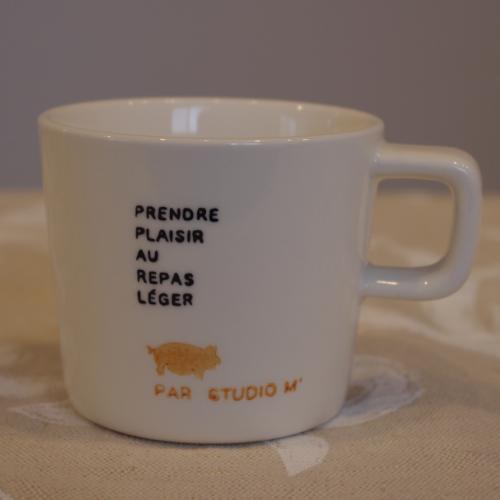 PRENDRE
PLAISIR
AU
REPAS
LÉGER
PAR STUDIO M'